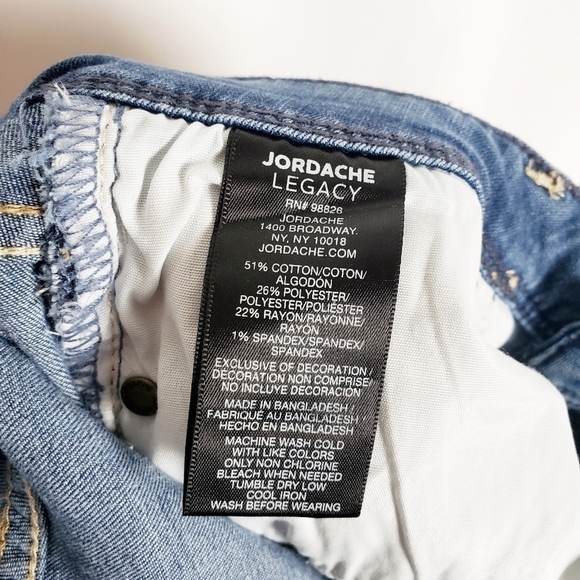 JORDACHE
LEGACY
RN# 98826
JORDACHE
1400 BROADWAY.
NY, NY 10018
JORDACHE.COM
51% COTTON/COTON/
ALGODÓN
26% POLYESTER/
POLYESTER/POLIÉSTER
22% RAYON/RAYONNE/
RAYÓN
1% SPANDEX/SPANDEX/
SPANDEX
EXCLUSIVE OF DECORATION/
DECORATION NON COMPRISE/
NO INCLUYE DECORACIÓN
MADE IN BANGLADESH/
FABRIQUÉ AU BANGLADESH/
HECHO EN BANGLADESH
MACHINE WASH COLD
WITH LIKE COLORS
ONLY NON CHLORINE
BLEACH WHEN NEEDED
TUMBLE DRY LOW
COOL IRON
WASH BEFORE WEARING